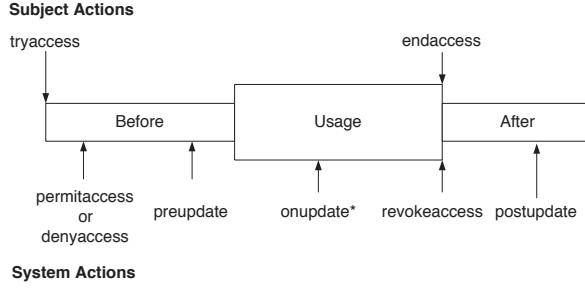 Subject Actions
tryaccess
endaccess
Before
Usage
After
permitaccess
or
denyaccess
preupdate
onupdate*
revokeaccess
postupdate
System Actions